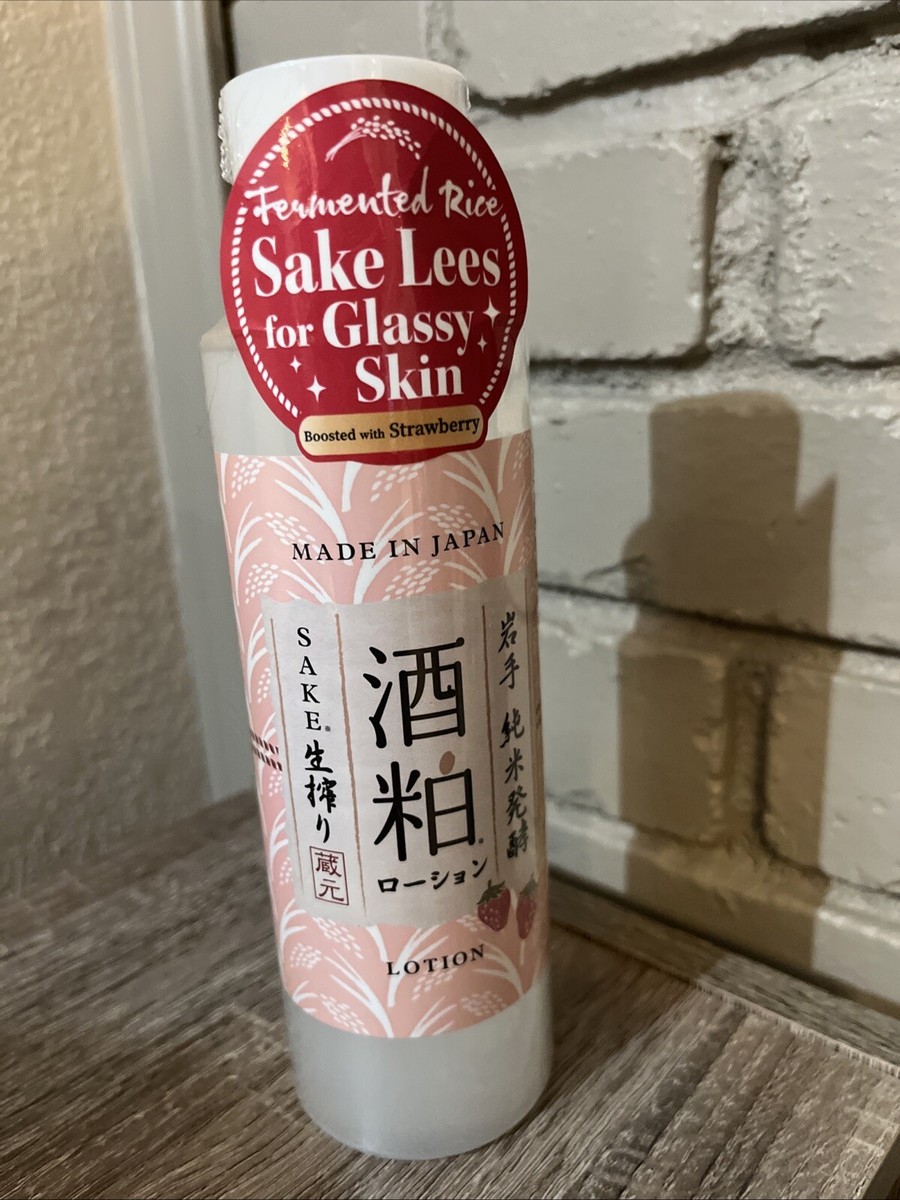 Fermented Rice
Sake Lees
for Glassy
Skin
Boosted with Strawberry
MADE IN JAPAN
岩手 純米発酵
酒粕
ローション
SAKE※生搾り
蔵元
LOTION